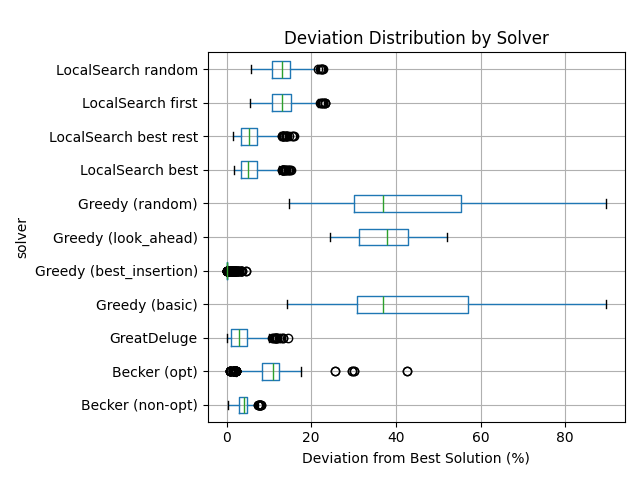 Deviation Distribution by Solver
LocalSearch random
LocalSearch first
LocalSearch best rest
LocalSearch best
Greedy (random)
Greedy (look_ahead)
Greedy (best_insertion)
Greedy (basic)
GreatDeluge
Becker (opt)
Becker (non-opt)
solver
0 20 40 60 80
Deviation from Best Solution (%)